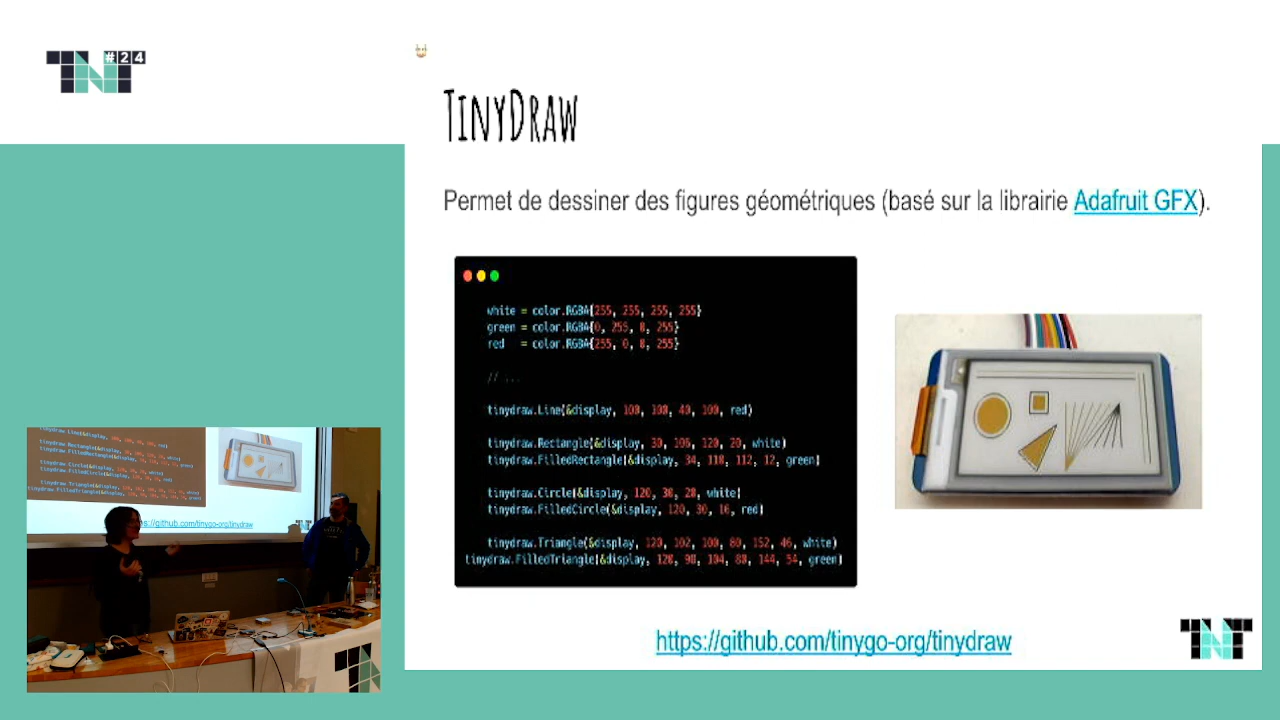 TNT #24
TinyDraw
Permet de dessiner des figures géométriques (basé sur la librairie Adafruit GFX).
white = color.RGBA{255, 255, 255, 255}
green = color.RGBA{0, 255, 0, 255}
red = color.RGBA{255, 0, 0, 255}
// ...
tinydraw.Line(&display, 100, 100, 40, 100, red)
tinydraw.Rectangle(&display, 30, 106, 120, 20, white)
tinydraw.FilledRectangle(&display, 34, 110, 112, 12, green)
tinydraw.Circle(&display, 120, 30, 20, white)
tinydraw.FilledCircle(&display, 120, 30, 16, red)
tinydraw.Triangle(&display, 120, 102, 100, 80, 152, 46, white)
tinydraw.FilledTriangle(&display, 120, 98, 104, 80, 144, 54, green)
https://github.com/tinygo-org/tinydraw
TNT